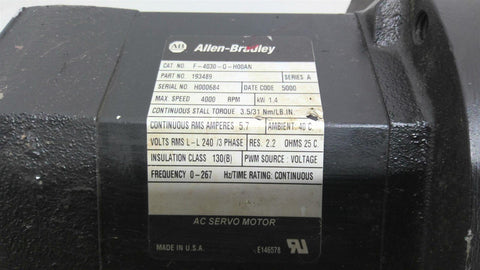 AB Allen-Bradley
CAT NO. F-4030-Q-H00AN
PART NO. 193489 SERIES A
SERIAL NO. H000684 DATE CODE 5000
MAX SPEED 4000 RPM kW 1.4
CONTINUOUS STALL TORQUE 3.5/31 Nm/LB.IN
CONTINUOUS RMS AMPERES 5.7 AMBIENT: 40 C
VOLTS RMS L-L 240 /3 PHASE RES. 2.2 OHMS 25 C
INSULATION CLASS 130(B) PWM SOURCE : VOLTAGE
FREQUENCY 0-267 Hz/TIME RATING: CONTINUOUS
AC SERVO MOTOR
MADE IN U.S.A. E146578